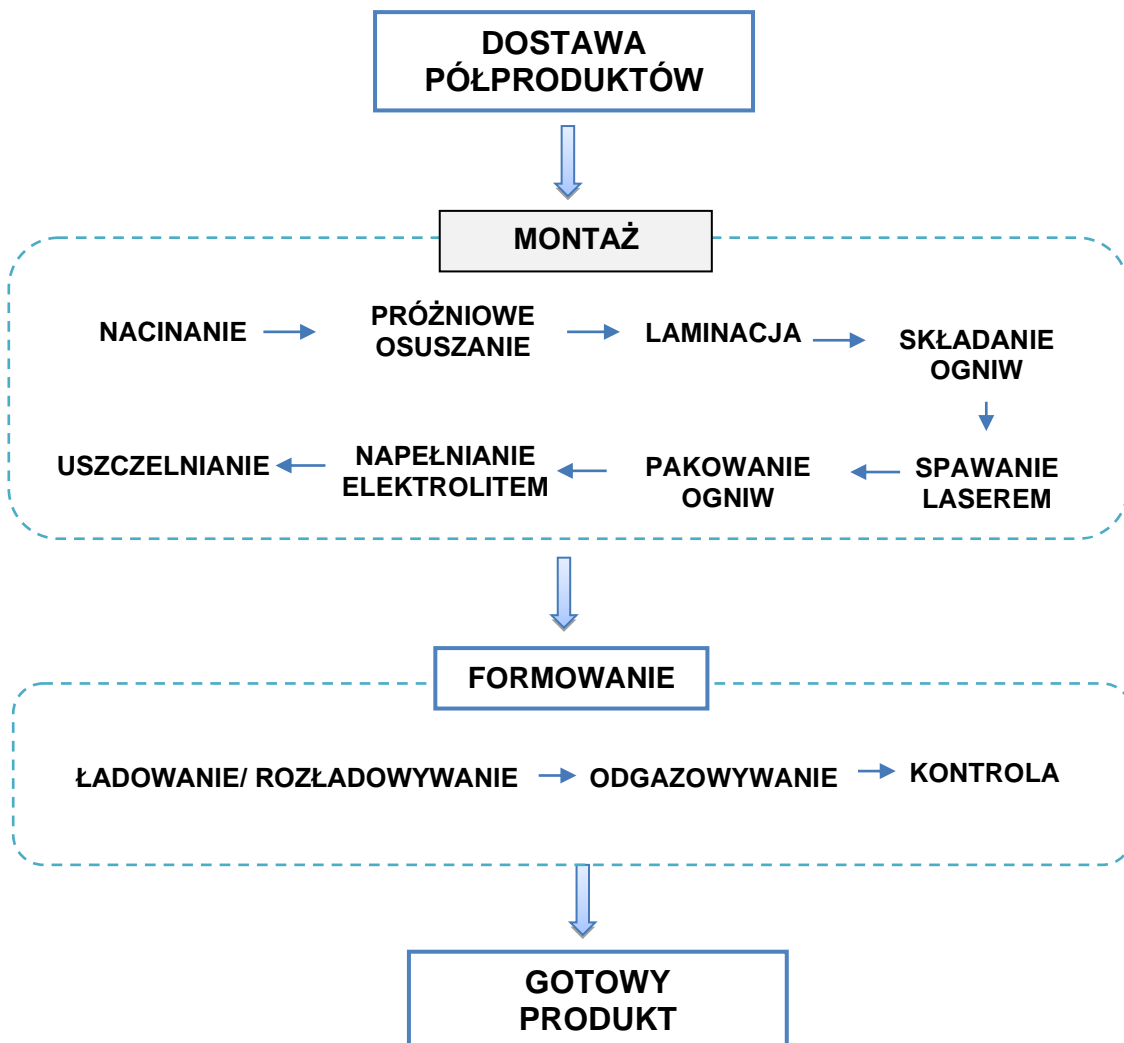 DOSTAWA
PÓŁPRODUKTÓW
MONTAŻ
NACINANIE
PRÓŻNIOWE
OSUSZANIE
LAMINACJA
SKŁADANIE
OGNIW
SPAWANIE
LASEREM
PAKOWANIE
OGNIW
NAPEŁNIANIE
ELEKTROLITEM
USZCZELNIANIE
FORMOWANIE
ŁADOWANIE/ ROZŁADOWYWANIE
ODGAZOWYWANIE
KONTROLA
GOTOWY
PRODUKT